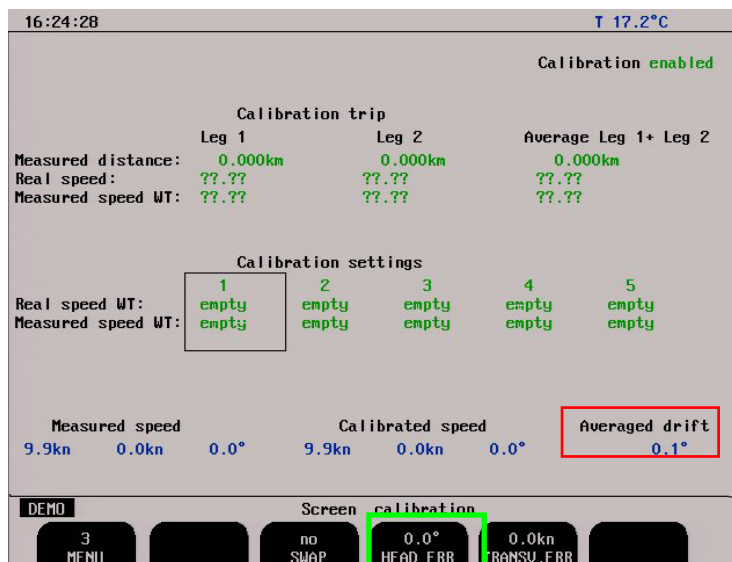 16:24:28 T 17.2°C
Calibration enabled
Calibration trip
Leg 1 Leg 2 Average Leg 1+ Leg 2
Measured distance: 0.000km 0.000km 0.000km
Real speed: ??.?? ??.?? ??.??
Measured speed WT: ??.?? ??.?? ??.??
Calibration settings
1 2 3 4 5
Real speed WT: empty empty empty empty empty
Measured speed WT: empty empty empty empty empty
Measured speed Calibrated speed Averaged drift
9.9kn 0.0kn 0.0° 9.9kn 0.0kn 0.0° 0.1°
DEMO Screen calibration
3 no 0.0° 0.0kn
MENU SWAP HEAD ERR TRANSV.ERR